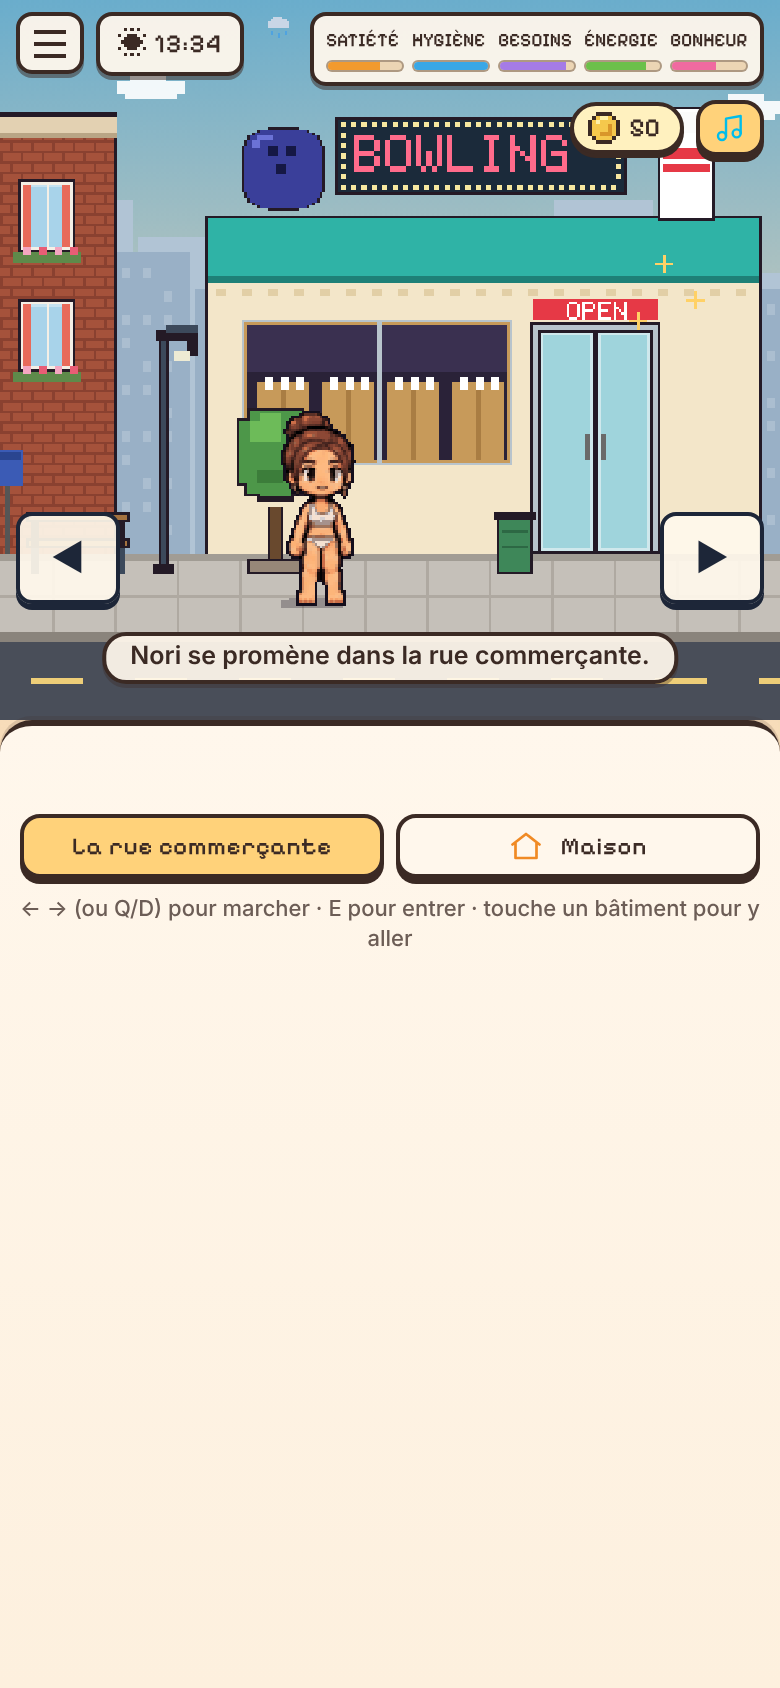 13:34
SATIÉTÉ HYGIÈNE BESOINS ÉNERGIE BONHEUR
BOWLING
50
OPEN
Nori se promène dans la rue commerçante.
La rue commerçante
Maison
← → (ou Q/D) pour marcher · E pour entrer · touche un bâtiment pour y
aller